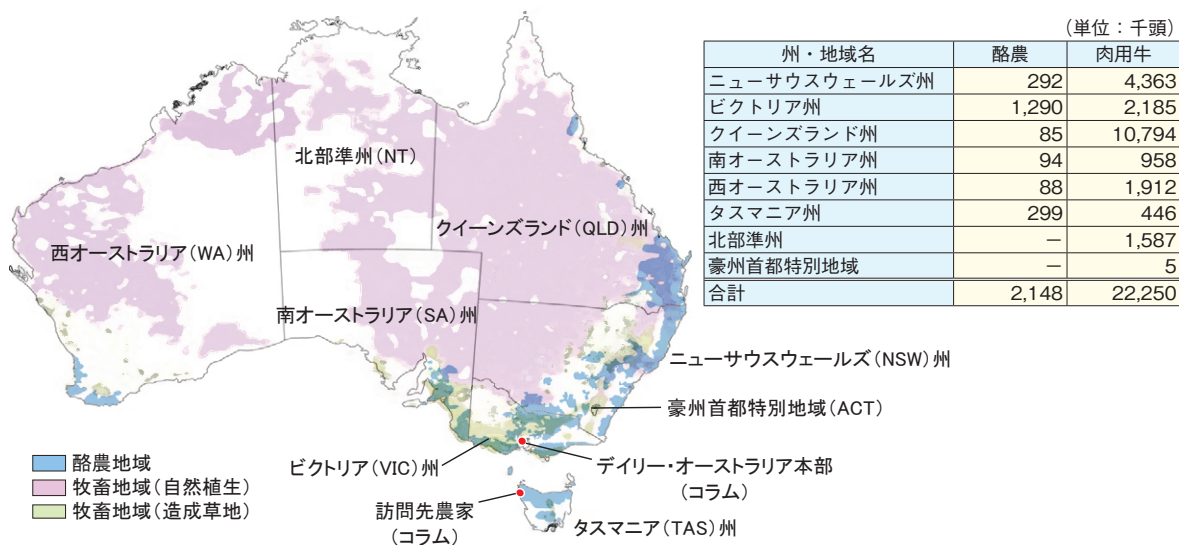 (単位:千頭)
州・地域名 酪農 肉用牛
ニューサウスウェールズ州 292 4,363
ビクトリア州 1,290 2,185
クイーンズランド州 85 10,794
南オーストラリア州 94 958
西オーストラリア州 88 1,912
タスマニア州 299 446
北部準州 － 1,587
豪州首都特別地域 － 5
合計 2,148 22,250
北部準州(NT)
クイーンズランド(QLD)州
西オーストラリア(WA)州
南オーストラリア(SA)州
ニューサウスウェールズ(NSW)州
豪州首都特別地域(ACT)
ビクトリア(VIC)州
デイリー・オーストラリア本部
(コラム)
訪問先農家
(コラム)
タスマニア(TAS)州
酪農地域
牧畜地域(自然植生)
牧畜地域(造成草地)